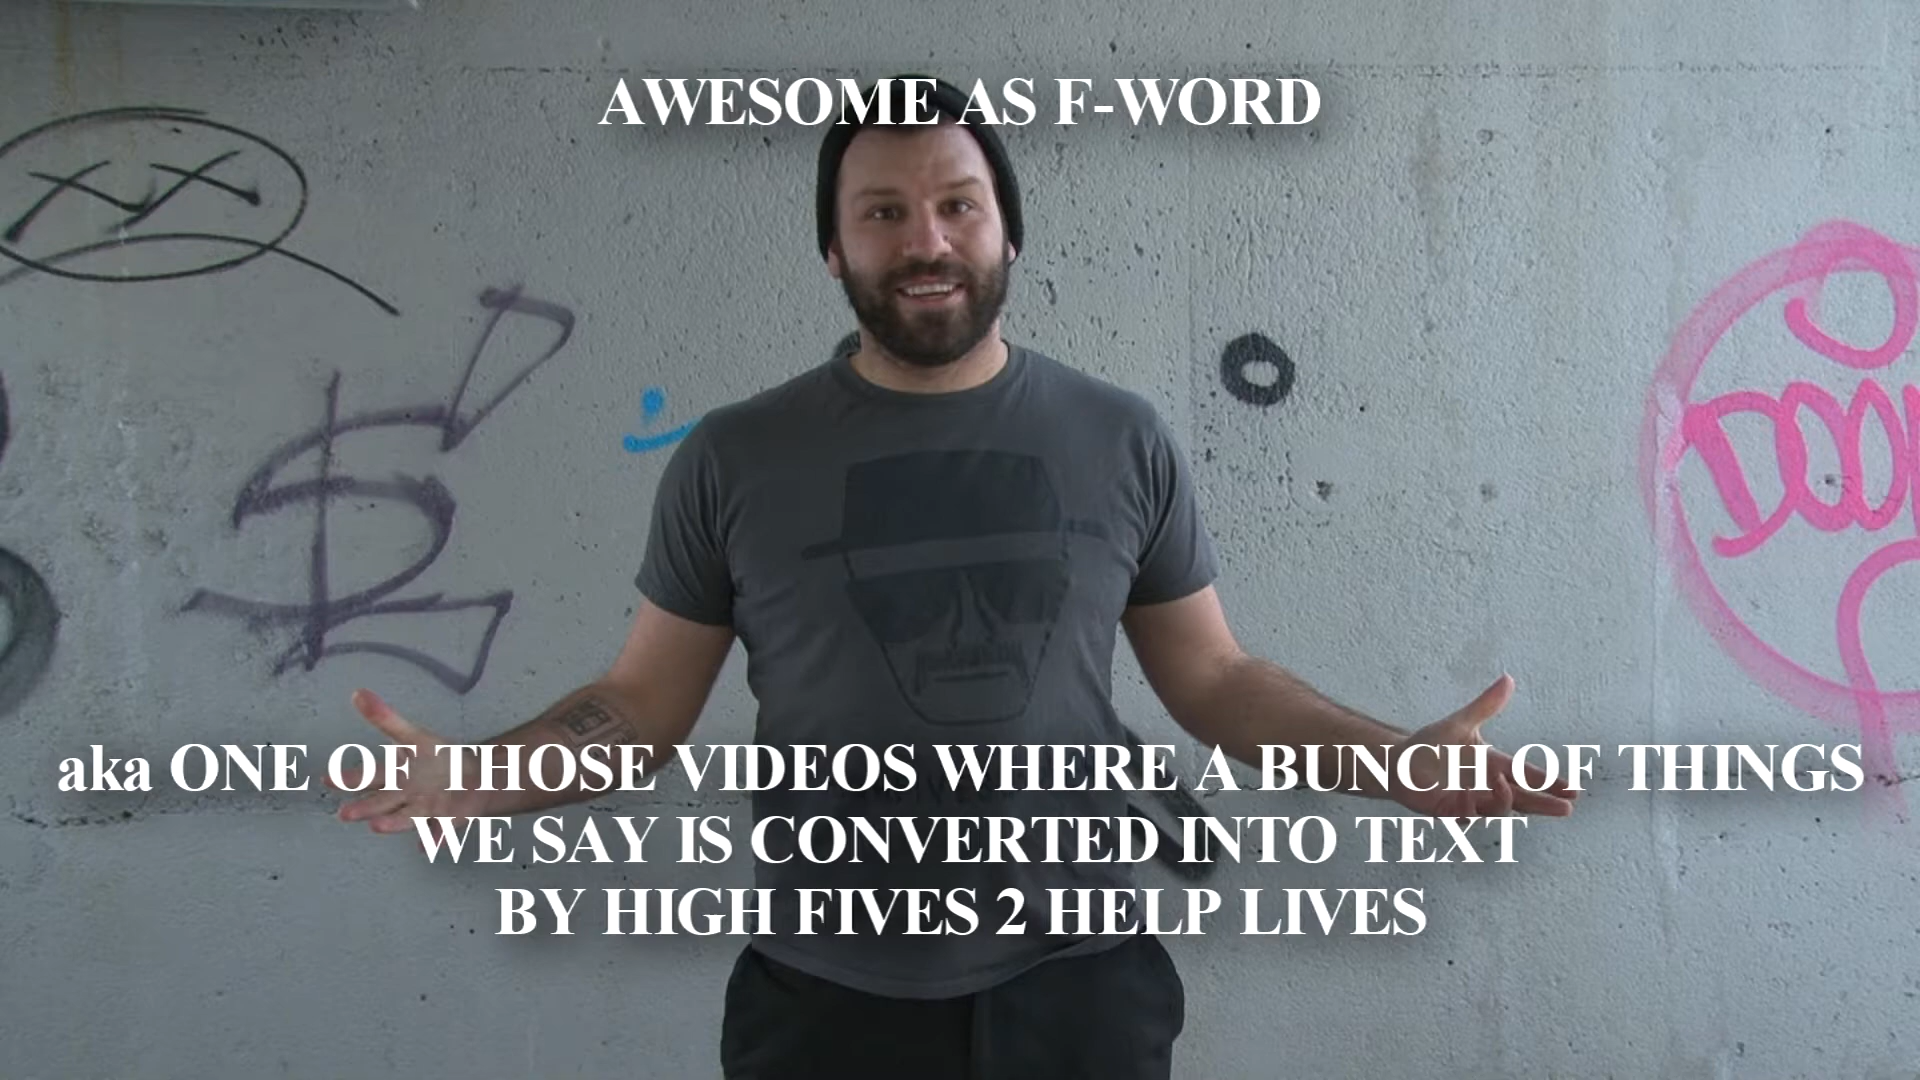 AWESOME AS F-WORD
aka ONE OF THOSE VIDEOS WHERE A BUNCH OF THINGS
WE SAY IS CONVERTED INTO TEXT
BY HIGH FIVES 2 HELP LIVES